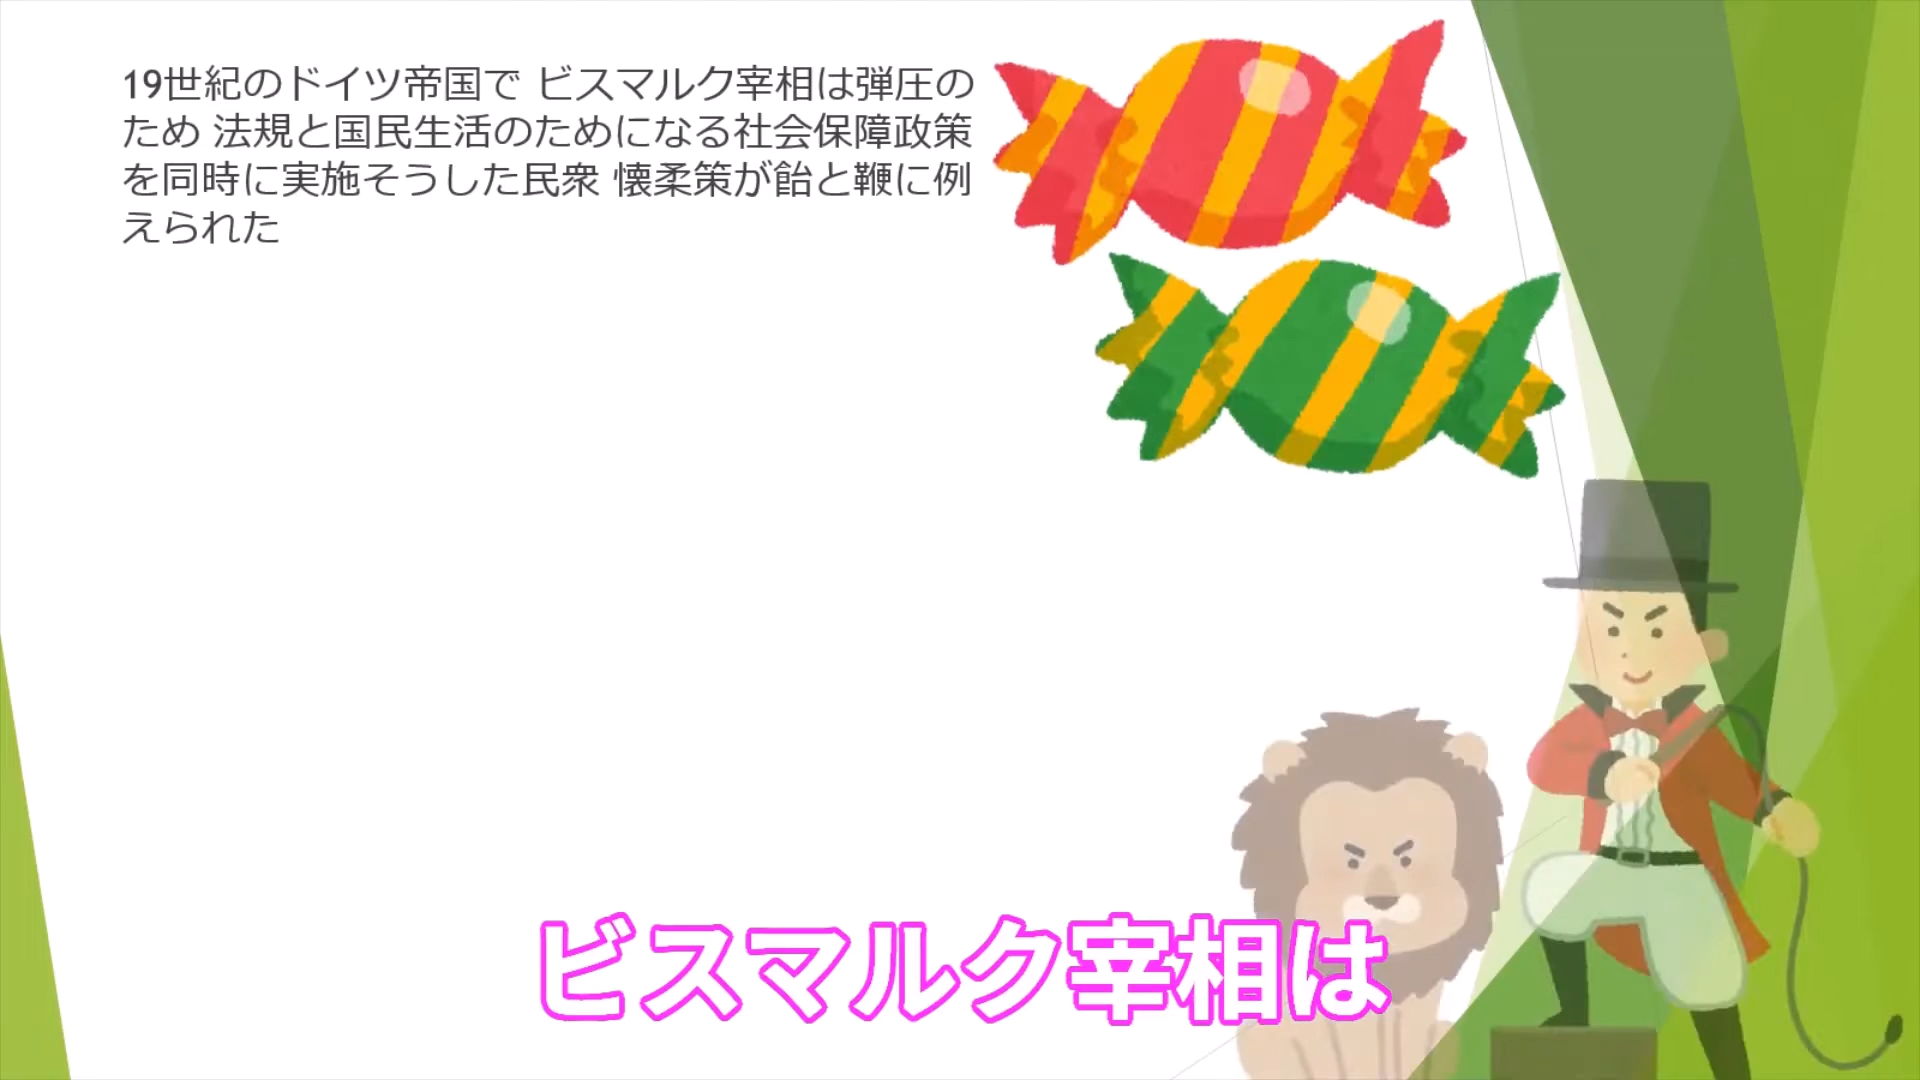 19世紀のドイツ帝国で ビスマルク宰相は弾圧の
ため 法規と国民生活のためになる社会保障政策
を同時に実施そうした民衆 懐柔策が飴と鞭に例
えられた
ビスマルク宰相は